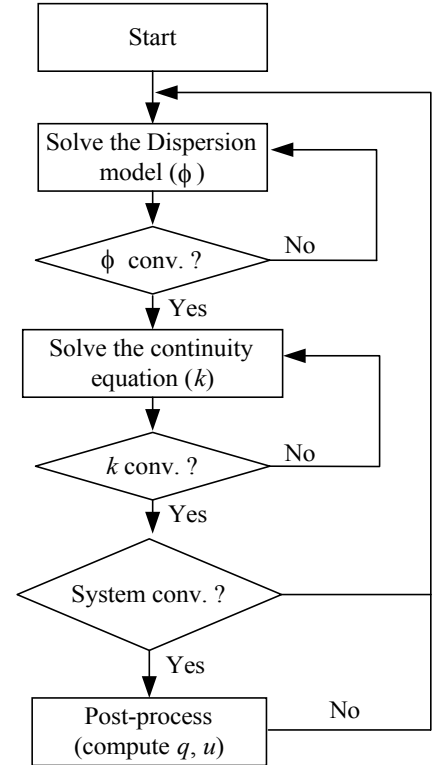 Start
Solve the Dispersion
model (ϕ )
ϕ conv. ?
No
Yes
Solve the continuity
equation (k)
k conv. ?
No
Yes
System conv. ?
Yes
Post-process
(compute q, u)
No